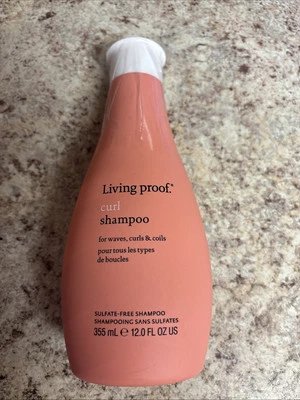 Living proof.®
curl
shampoo
for waves, curls & coils
pour tous les types
de boucles
SULFATE-FREE SHAMPOO
SHAMPOOING SANS SULFATES
355 mL ℮ 12.0 FL OZ US